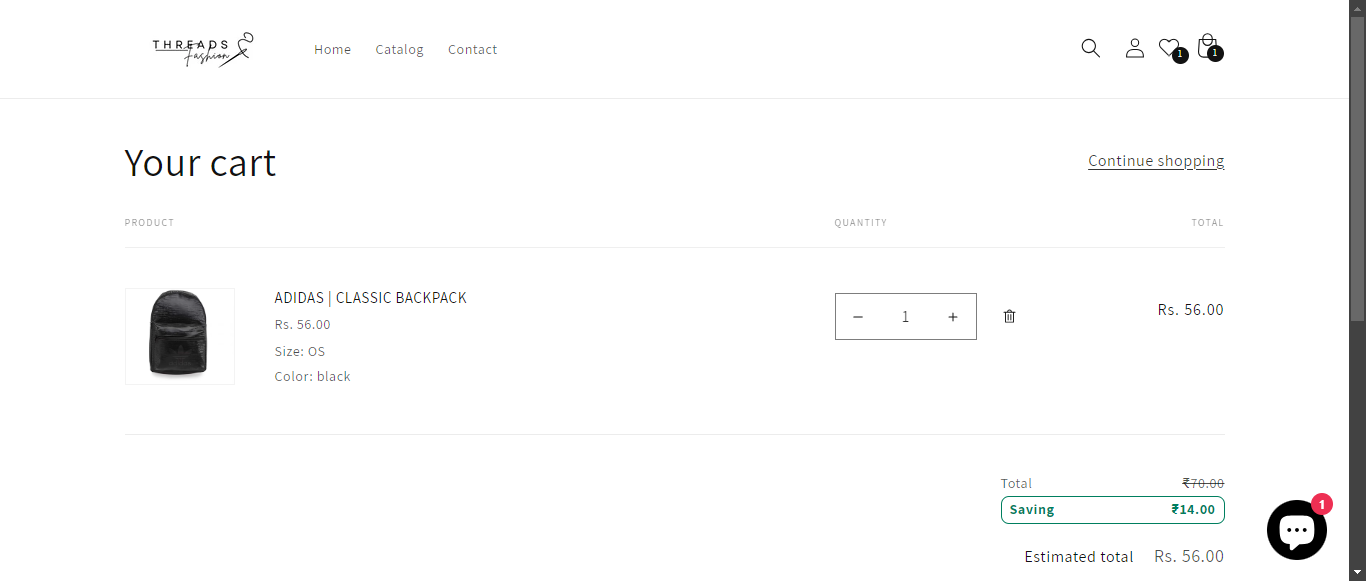 THREADS
Fashion
Home Catalog Contact
1 1
Your cart
Continue shopping
PRODUCT QUANTITY TOTAL
ADIDAS | CLASSIC BACKPACK
Rs. 56.00
Size: OS
Color: black
− 1 +
Rs. 56.00
Total ₹70.00
Saving ₹14.00
Estimated total Rs. 56.00
1